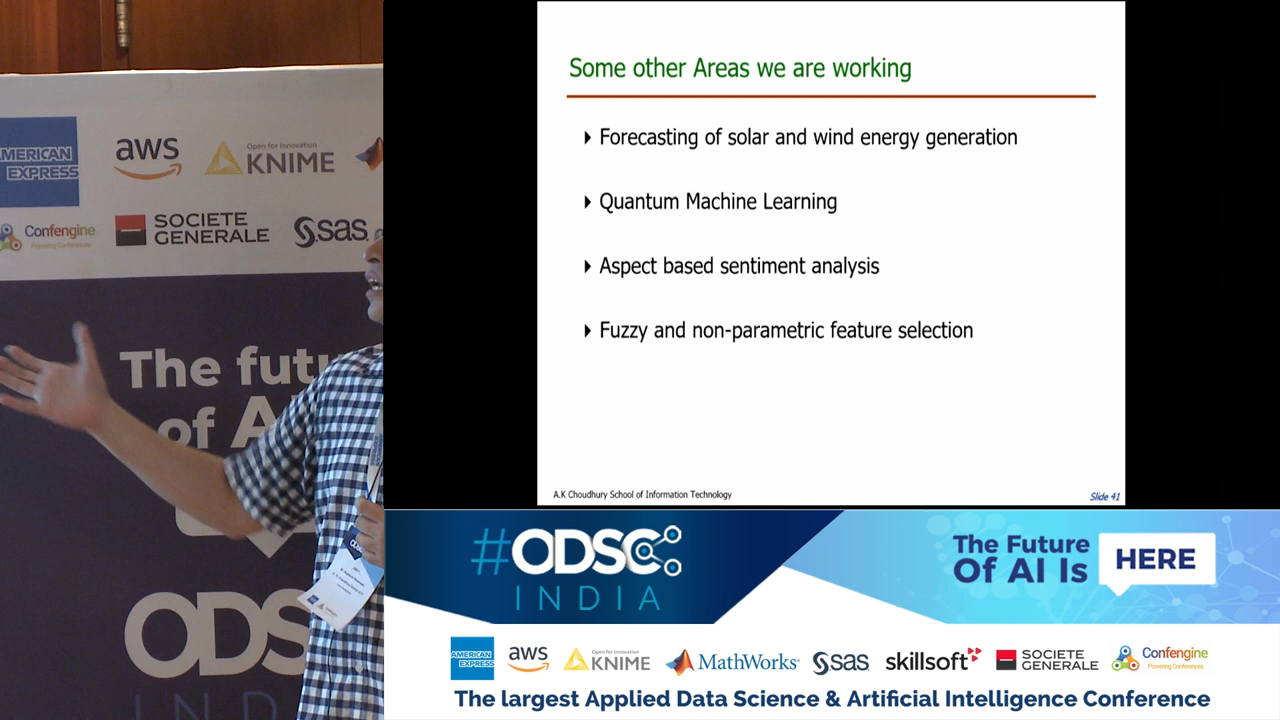 AMERICAN
EXPRESS
aws
Open for Innovation
KNIME
Confengine
Powering Conferences
SOCIETE
GENERALE
sas
The futu
of A
ODS
INDI
Some other Areas we are working
Forecasting of solar and wind energy generation
Quantum Machine Learning
Aspect based sentiment analysis
Fuzzy and non-parametric feature selection
A.K Choudhury School of Information Technology
Slide 41
#ODSC
INDIA
The Future
Of AI Is
HERE
AMERICAN
EXPRESS
aws
Open for Innovation
KNIME
MathWorks
sas
skillsoft
SOCIETE
GENERALE
Confengine
Powering Conferences
The largest Applied Data Science & Artificial Intelligence Conference